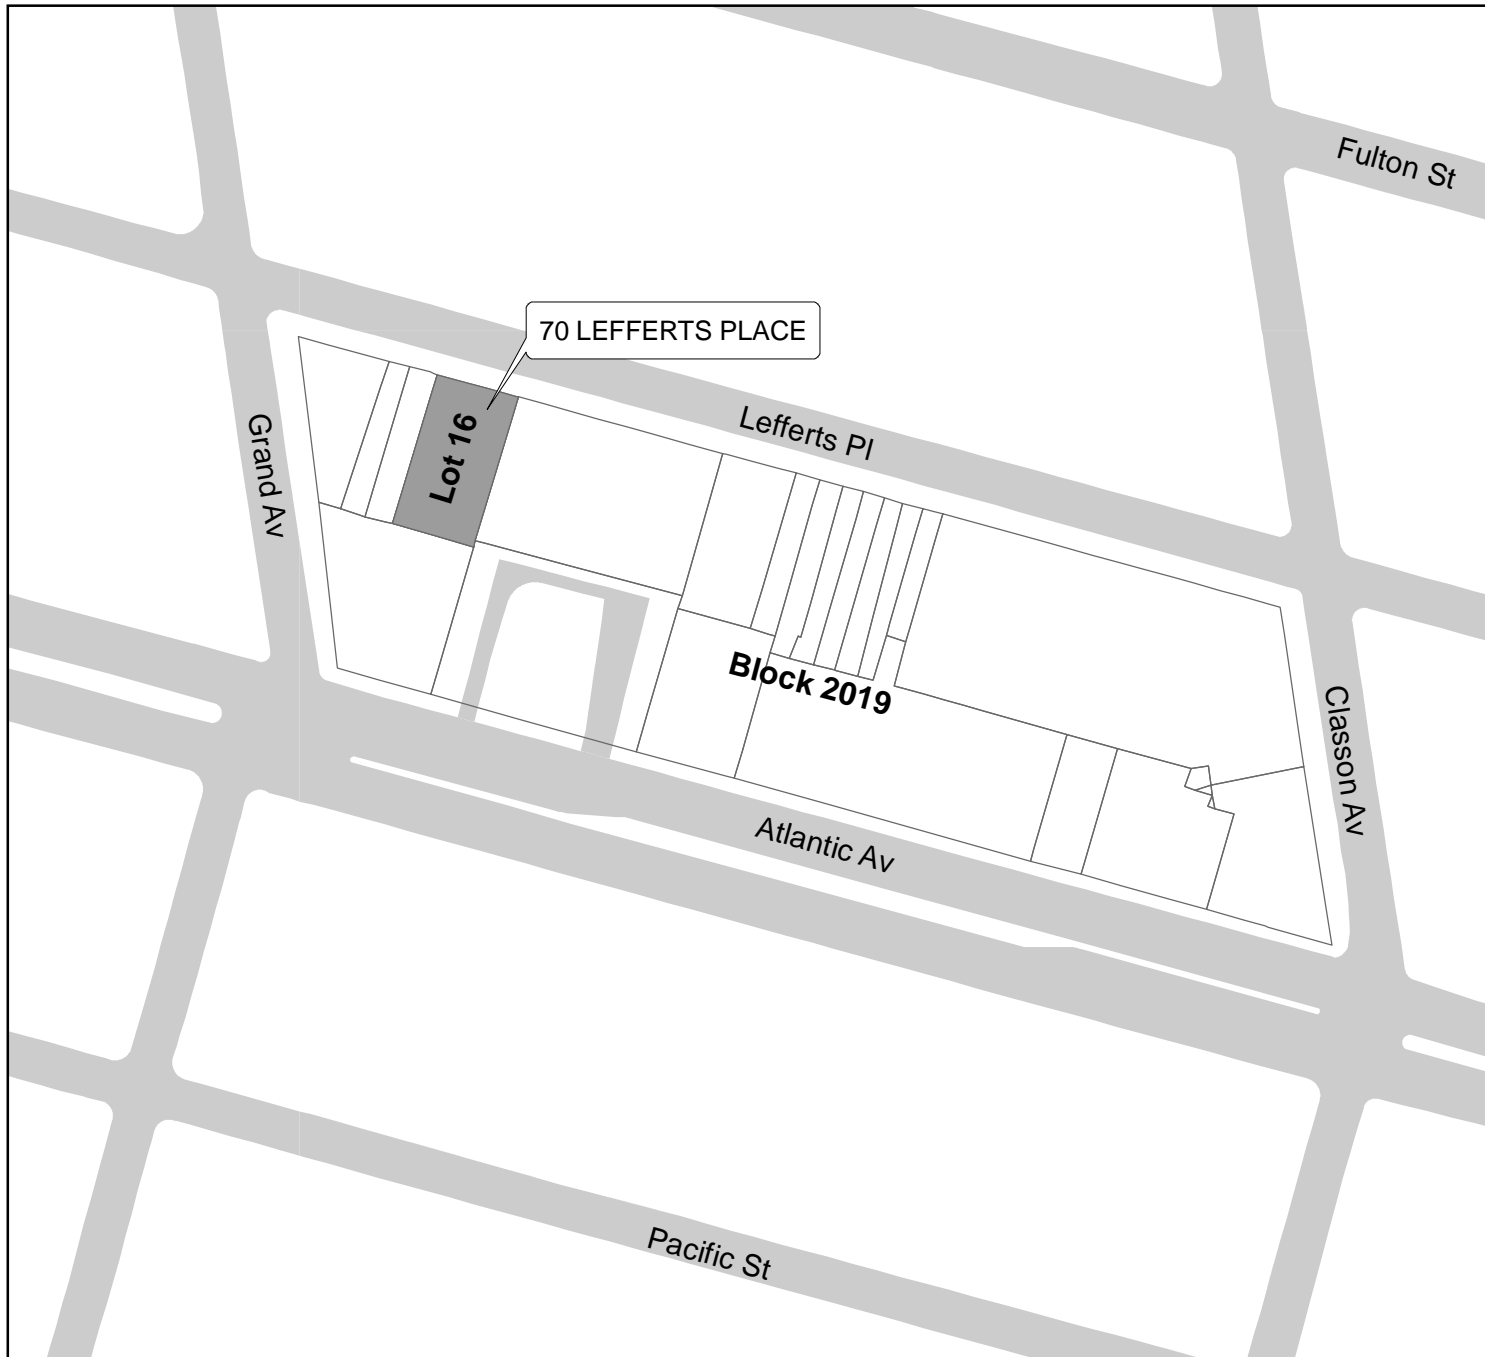 Fulton St
70 LEFFERTS PLACE
Lefferts Pl
Grand Av
Lot 16
Block 2019
Classon Av
Atlantic Av
Pacific St